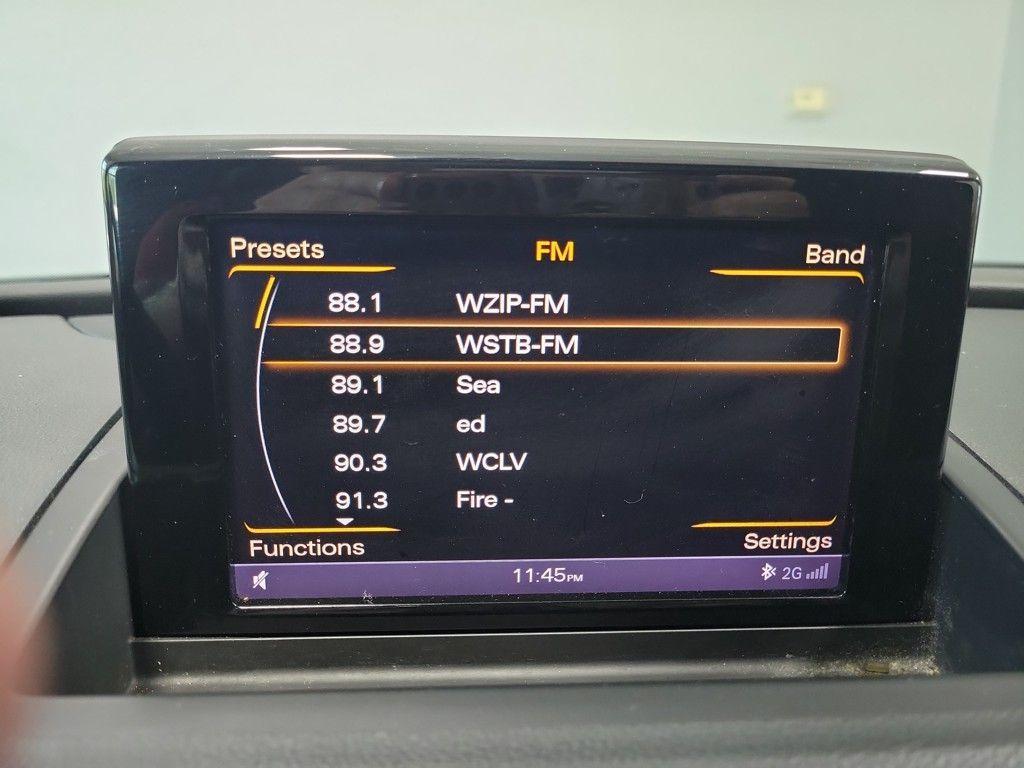 Presets FM Band
88.1 WZIP-FM
88.9 WSTB-FM
89.1 Sea
89.7 ed
90.3 WCLV
91.3 Fire -
Functions Settings
11:45PM 2G